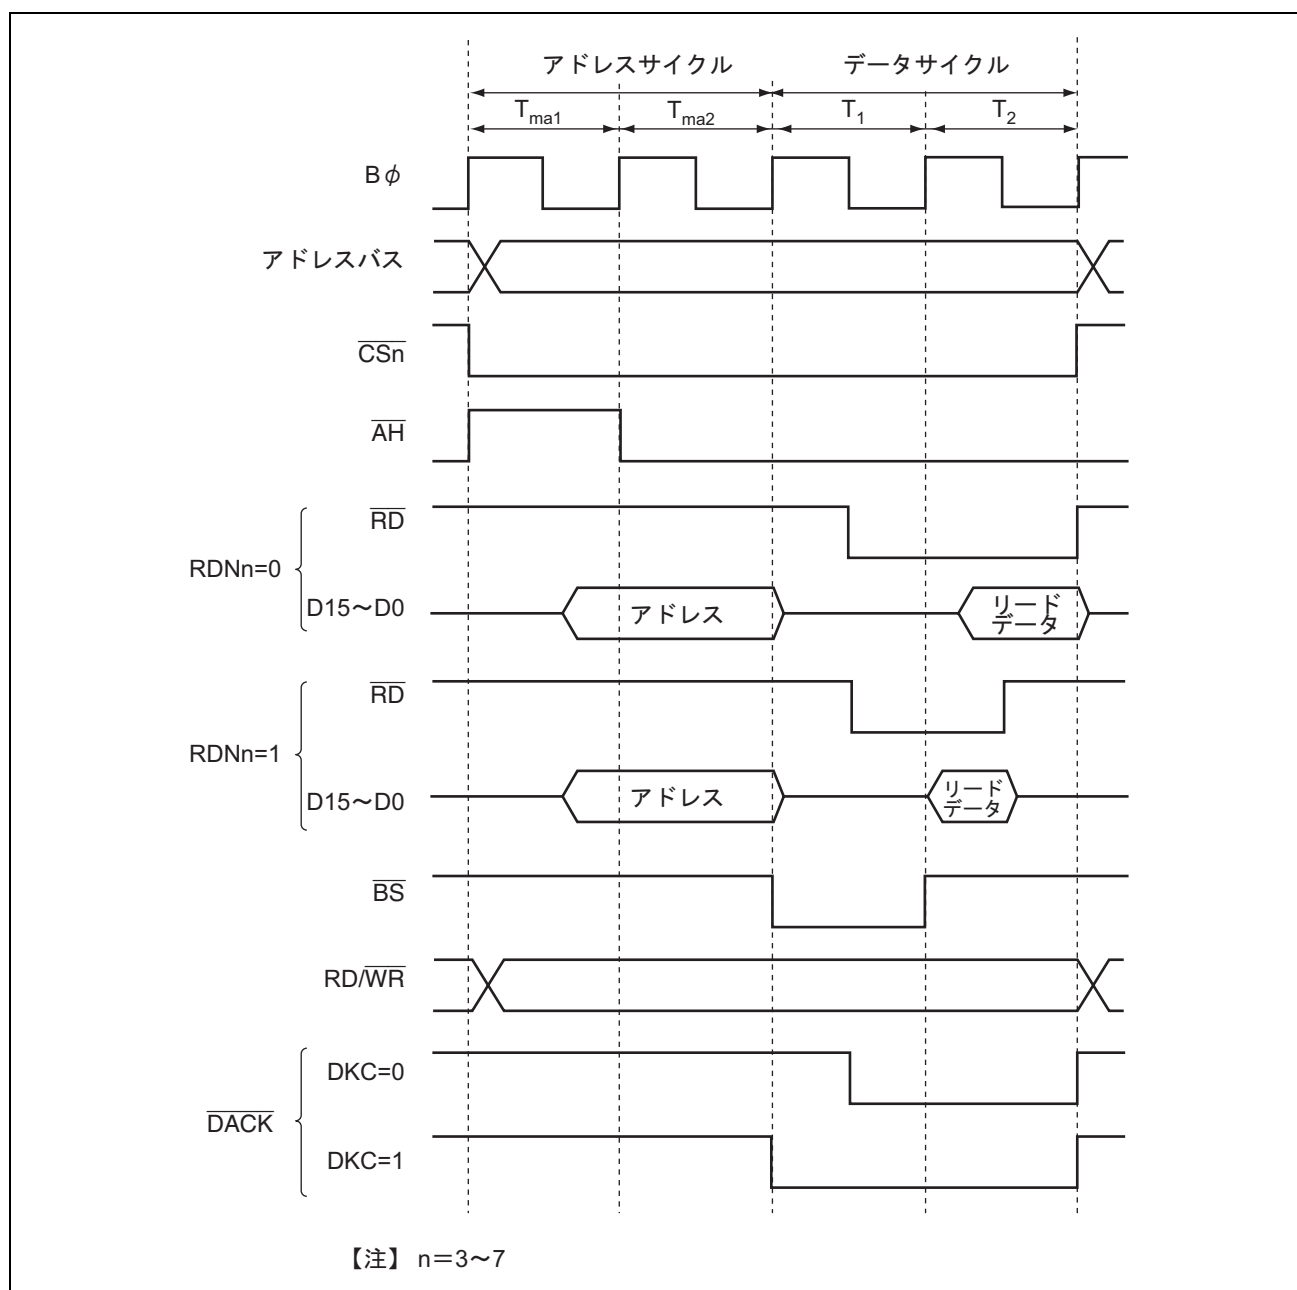 アドレスサイクル データサイクル
Tma1 Tma2 T1 T2
Bφ
アドレスバス
CSn
AH
RD
RDNn=0
D15～D0 アドレス リード
データ
RD
RDNn=1
D15～D0 アドレス リード
データ
BS
RD/WR
DKC=0
DACK
DKC=1
【注】 n＝3～7